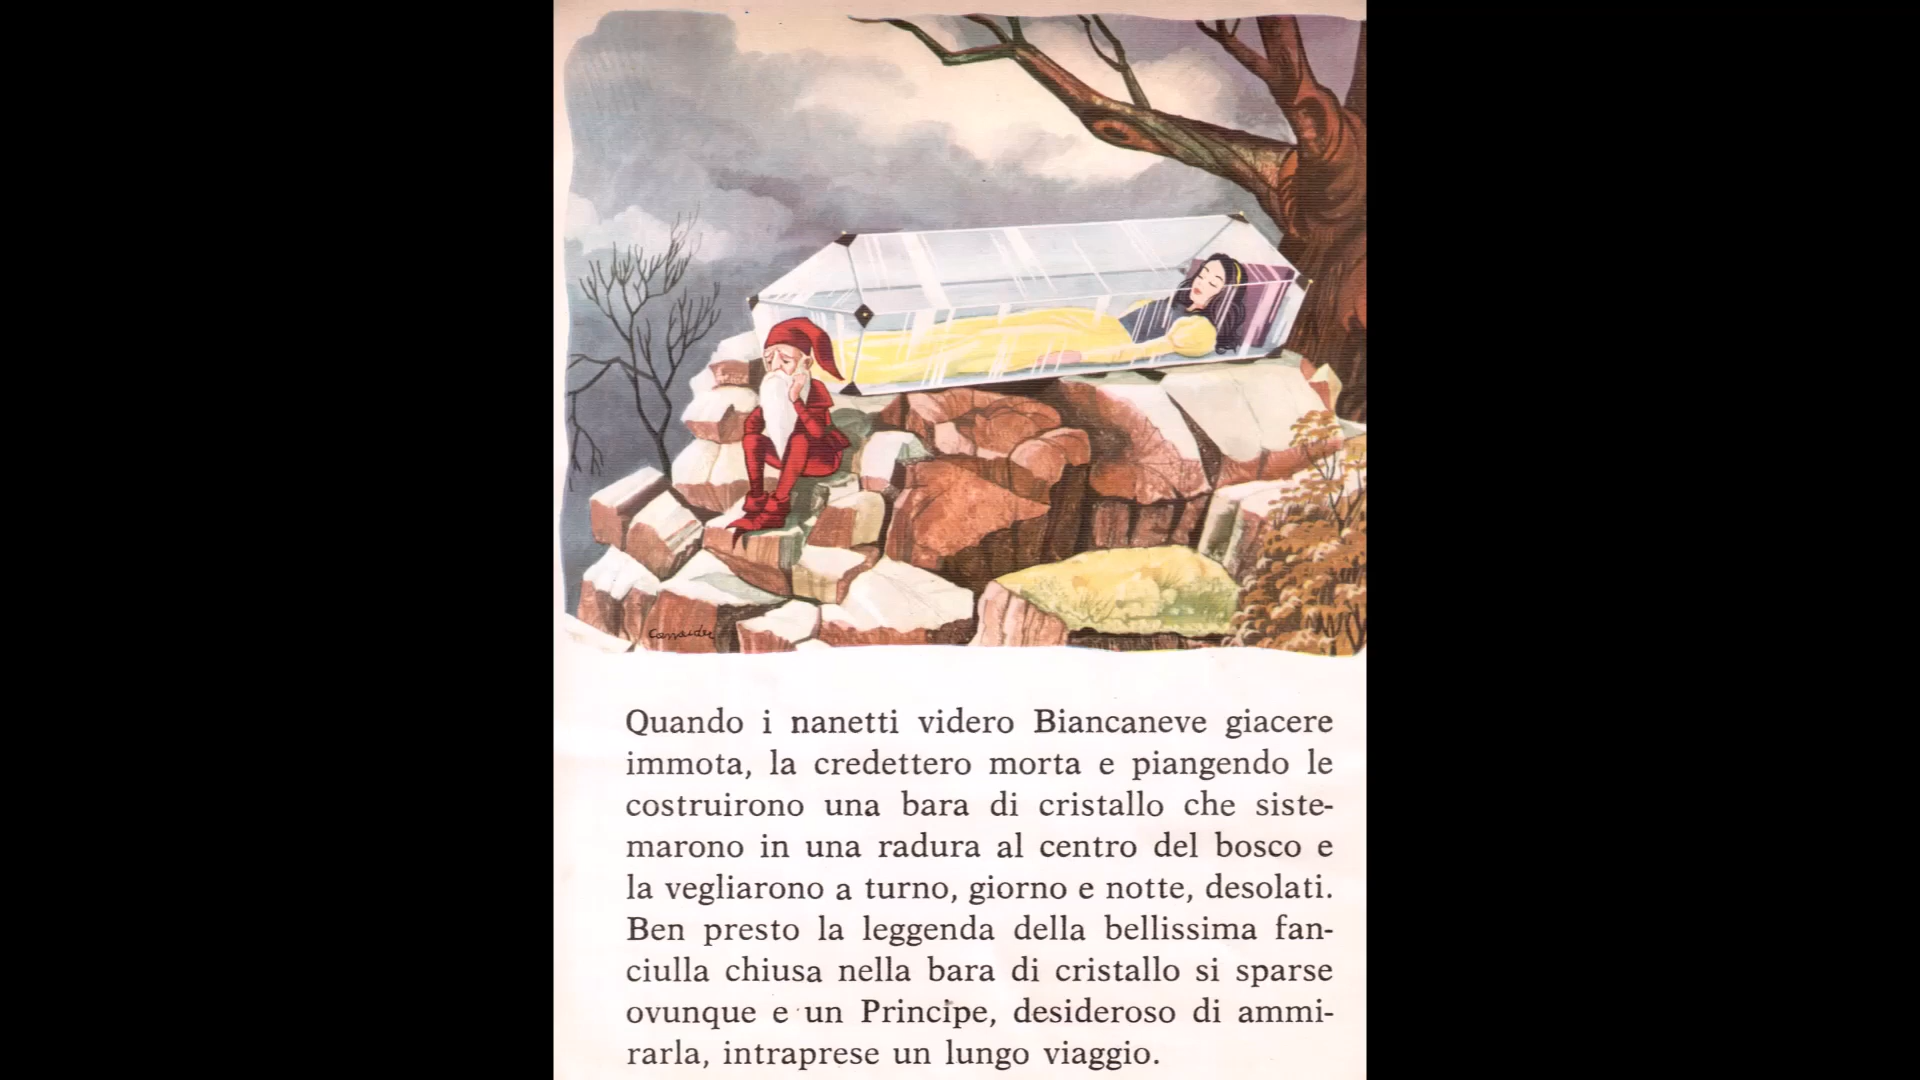 Cassarder
Quando i nanetti videro Biancaneve giacere
immota, la credettero morta e piangendo le
costruirono una bara di cristallo che siste-
marono in una radura al centro del bosco e
la vegliarono a turno, giorno e notte, desolati.
Ben presto la leggenda della bellissima fan-
ciulla chiusa nella bara di cristallo si sparse
ovunque e un Principe, desideroso di ammi-
rarla, intraprese un lungo viaggio.